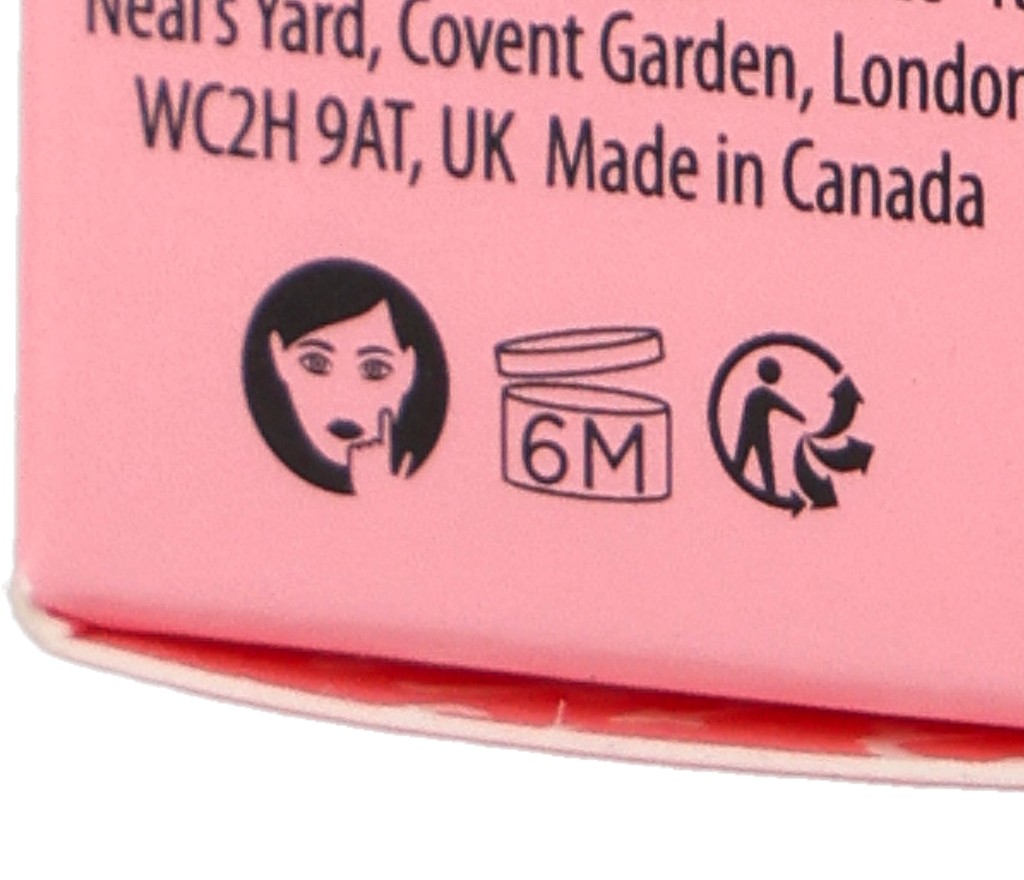 Neal's Yard, Covent Garden, London
WC2H 9AT, UK Made in Canada
6M